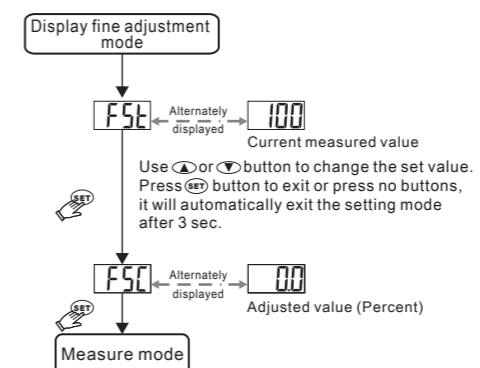 Display fine adjustment
mode
FSt
Alternately
displayed
100
Current measured value
Use ▲ or ▼ button to change the set value.
Press SET button to exit or press no buttons,
it will automatically exit the setting mode
after 3 sec.
SET
FSC
Alternately
displayed
0.0
Adjusted value (Percent)
SET
Measure mode